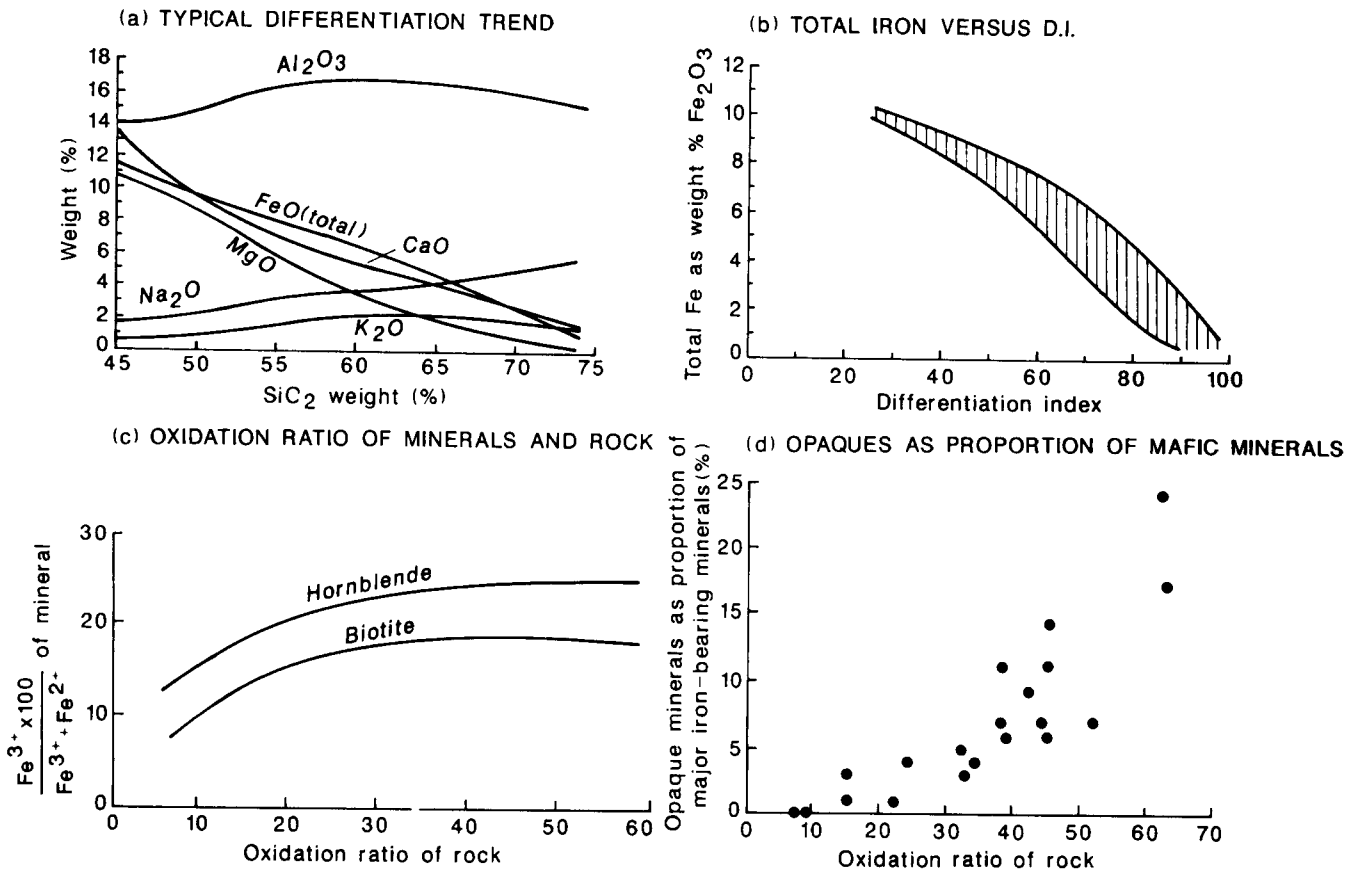 (a) TYPICAL DIFFERENTIATION TREND
18
16
14
12
10
8
6
4
2
0
Weight (%)
Al2O3
FeO(total)
CaO
MgO
Na2O
K2O
45 50 55 60 65 70 75
SiC2 weight (%)
(b) TOTAL IRON VERSUS D.I.
12
10
8
6
4
2
0
Total Fe as weight % Fe2O3
0 20 40 60 80 100
Differentiation index
(c) OXIDATION RATIO OF MINERALS AND ROCK
30
20
10
0
Fe3+ x100
Fe3++Fe2+
of mineral
Hornblende
Biotite
0 10 20 30 40 50 60
Oxidation ratio of rock
(d) OPAQUES AS PROPORTION OF MAFIC MINERALS
25
20
15
10
5
0
Opaque minerals as proportion of
major iron-bearing minerals(%)
0 10 20 30 40 50 60 70
Oxidation ratio of rock